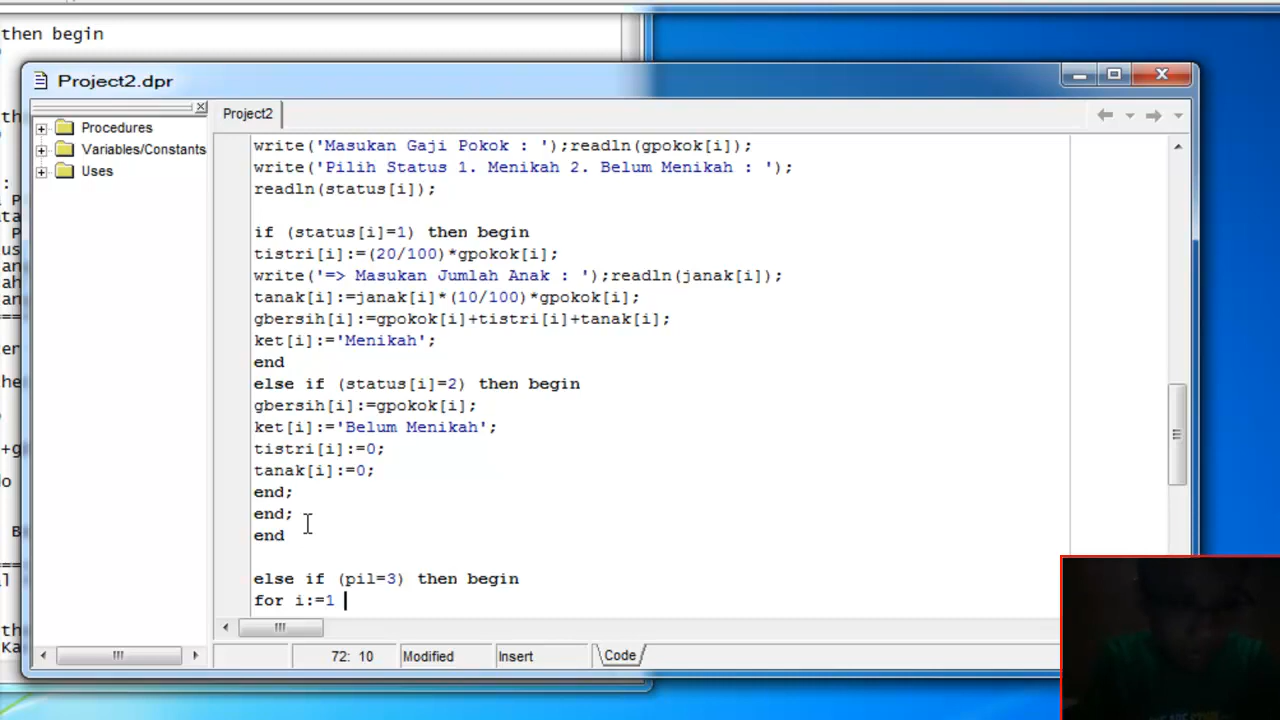 then begin
Project2.dpr
Procedures
Variables/Constants
Uses
Project2
write('Masukan Gaji Pokok : ');readln(gpokok[i]);
write('Pilih Status 1. Menikah 2. Belum Menikah : ');
readln(status[i]);
if (status[i]=1) then begin
tistri[i]:=(20/100)*gpokok[i];
write('=> Masukan Jumlah Anak : ');readln(janak[i]);
tanak[i]:=janak[i]*(10/100)*gpokok[i];
gbersih[i]:=gpokok[i]+tistri[i]+tanak[i];
ket[i]:='Menikah';
end
else if (status[i]=2) then begin
gbersih[i]:=gpokok[i];
ket[i]:='Belum Menikah';
tistri[i]:=0;
tanak[i]:=0;
end;
end;
end
else if (pil=3) then begin
for i:=1
72: 10
Modified
Insert
Code